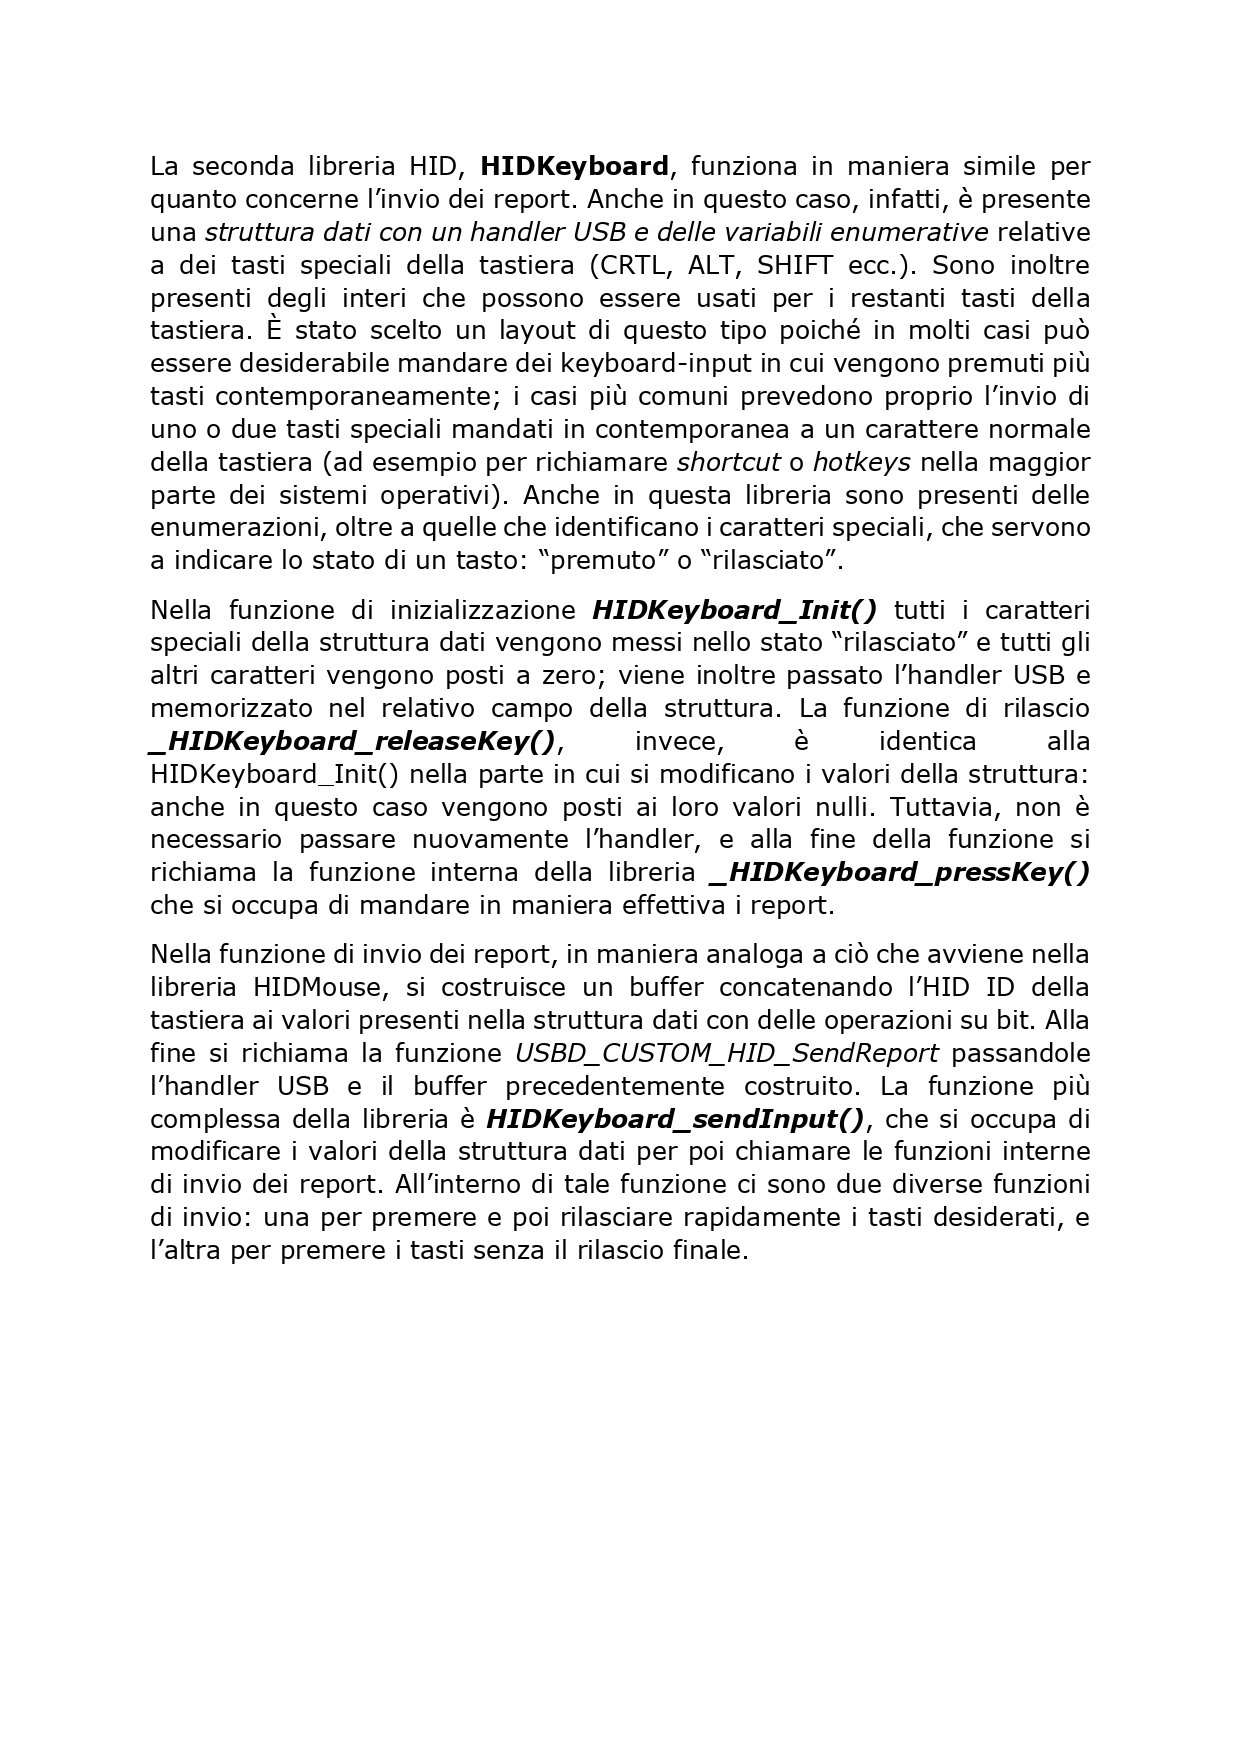 La seconda libreria HID, HIDKeyboard, funziona in maniera simile per
quanto concerne l’invio dei report. Anche in questo caso, infatti, è presente
una struttura dati con un handler USB e delle variabili enumerative relative
a dei tasti speciali della tastiera (CRTL, ALT, SHIFT ecc.). Sono inoltre
presenti degli interi che possono essere usati per i restanti tasti della
tastiera. È stato scelto un layout di questo tipo poiché in molti casi può
essere desiderabile mandare dei keyboard-input in cui vengono premuti più
tasti contemporaneamente; i casi più comuni prevedono proprio l’invio di
uno o due tasti speciali mandati in contemporanea a un carattere normale
della tastiera (ad esempio per richiamare shortcut o hotkeys nella maggior
parte dei sistemi operativi). Anche in questa libreria sono presenti delle
enumerazioni, oltre a quelle che identificano i caratteri speciali, che servono
a indicare lo stato di un tasto: “premuto” o “rilasciato”.
Nella funzione di inizializzazione HIDKeyboard_Init() tutti i caratteri
speciali della struttura dati vengono messi nello stato “rilasciato” e tutti gli
altri caratteri vengono posti a zero; viene inoltre passato l’handler USB e
memorizzato nel relativo campo della struttura. La funzione di rilascio
_HIDKeyboard_releaseKey(), invece, è identica alla
HIDKeyboard_Init() nella parte in cui si modificano i valori della struttura:
anche in questo caso vengono posti ai loro valori nulli. Tuttavia, non è
necessario passare nuovamente l’handler, e alla fine della funzione si
richiama la funzione interna della libreria _HIDKeyboard_pressKey()
che si occupa di mandare in maniera effettiva i report.
Nella funzione di invio dei report, in maniera analoga a ciò che avviene nella
libreria HIDMouse, si costruisce un buffer concatenando l’HID ID della
tastiera ai valori presenti nella struttura dati con delle operazioni su bit. Alla
fine si richiama la funzione USBD_CUSTOM_HID_SendReport passandole
l’handler USB e il buffer precedentemente costruito. La funzione più
complessa della libreria è HIDKeyboard_sendInput(), che si occupa di
modificare i valori della struttura dati per poi chiamare le funzioni interne
di invio dei report. All’interno di tale funzione ci sono due diverse funzioni
di invio: una per premere e poi rilasciare rapidamente i tasti desiderati, e
l’altra per premere i tasti senza il rilascio finale.